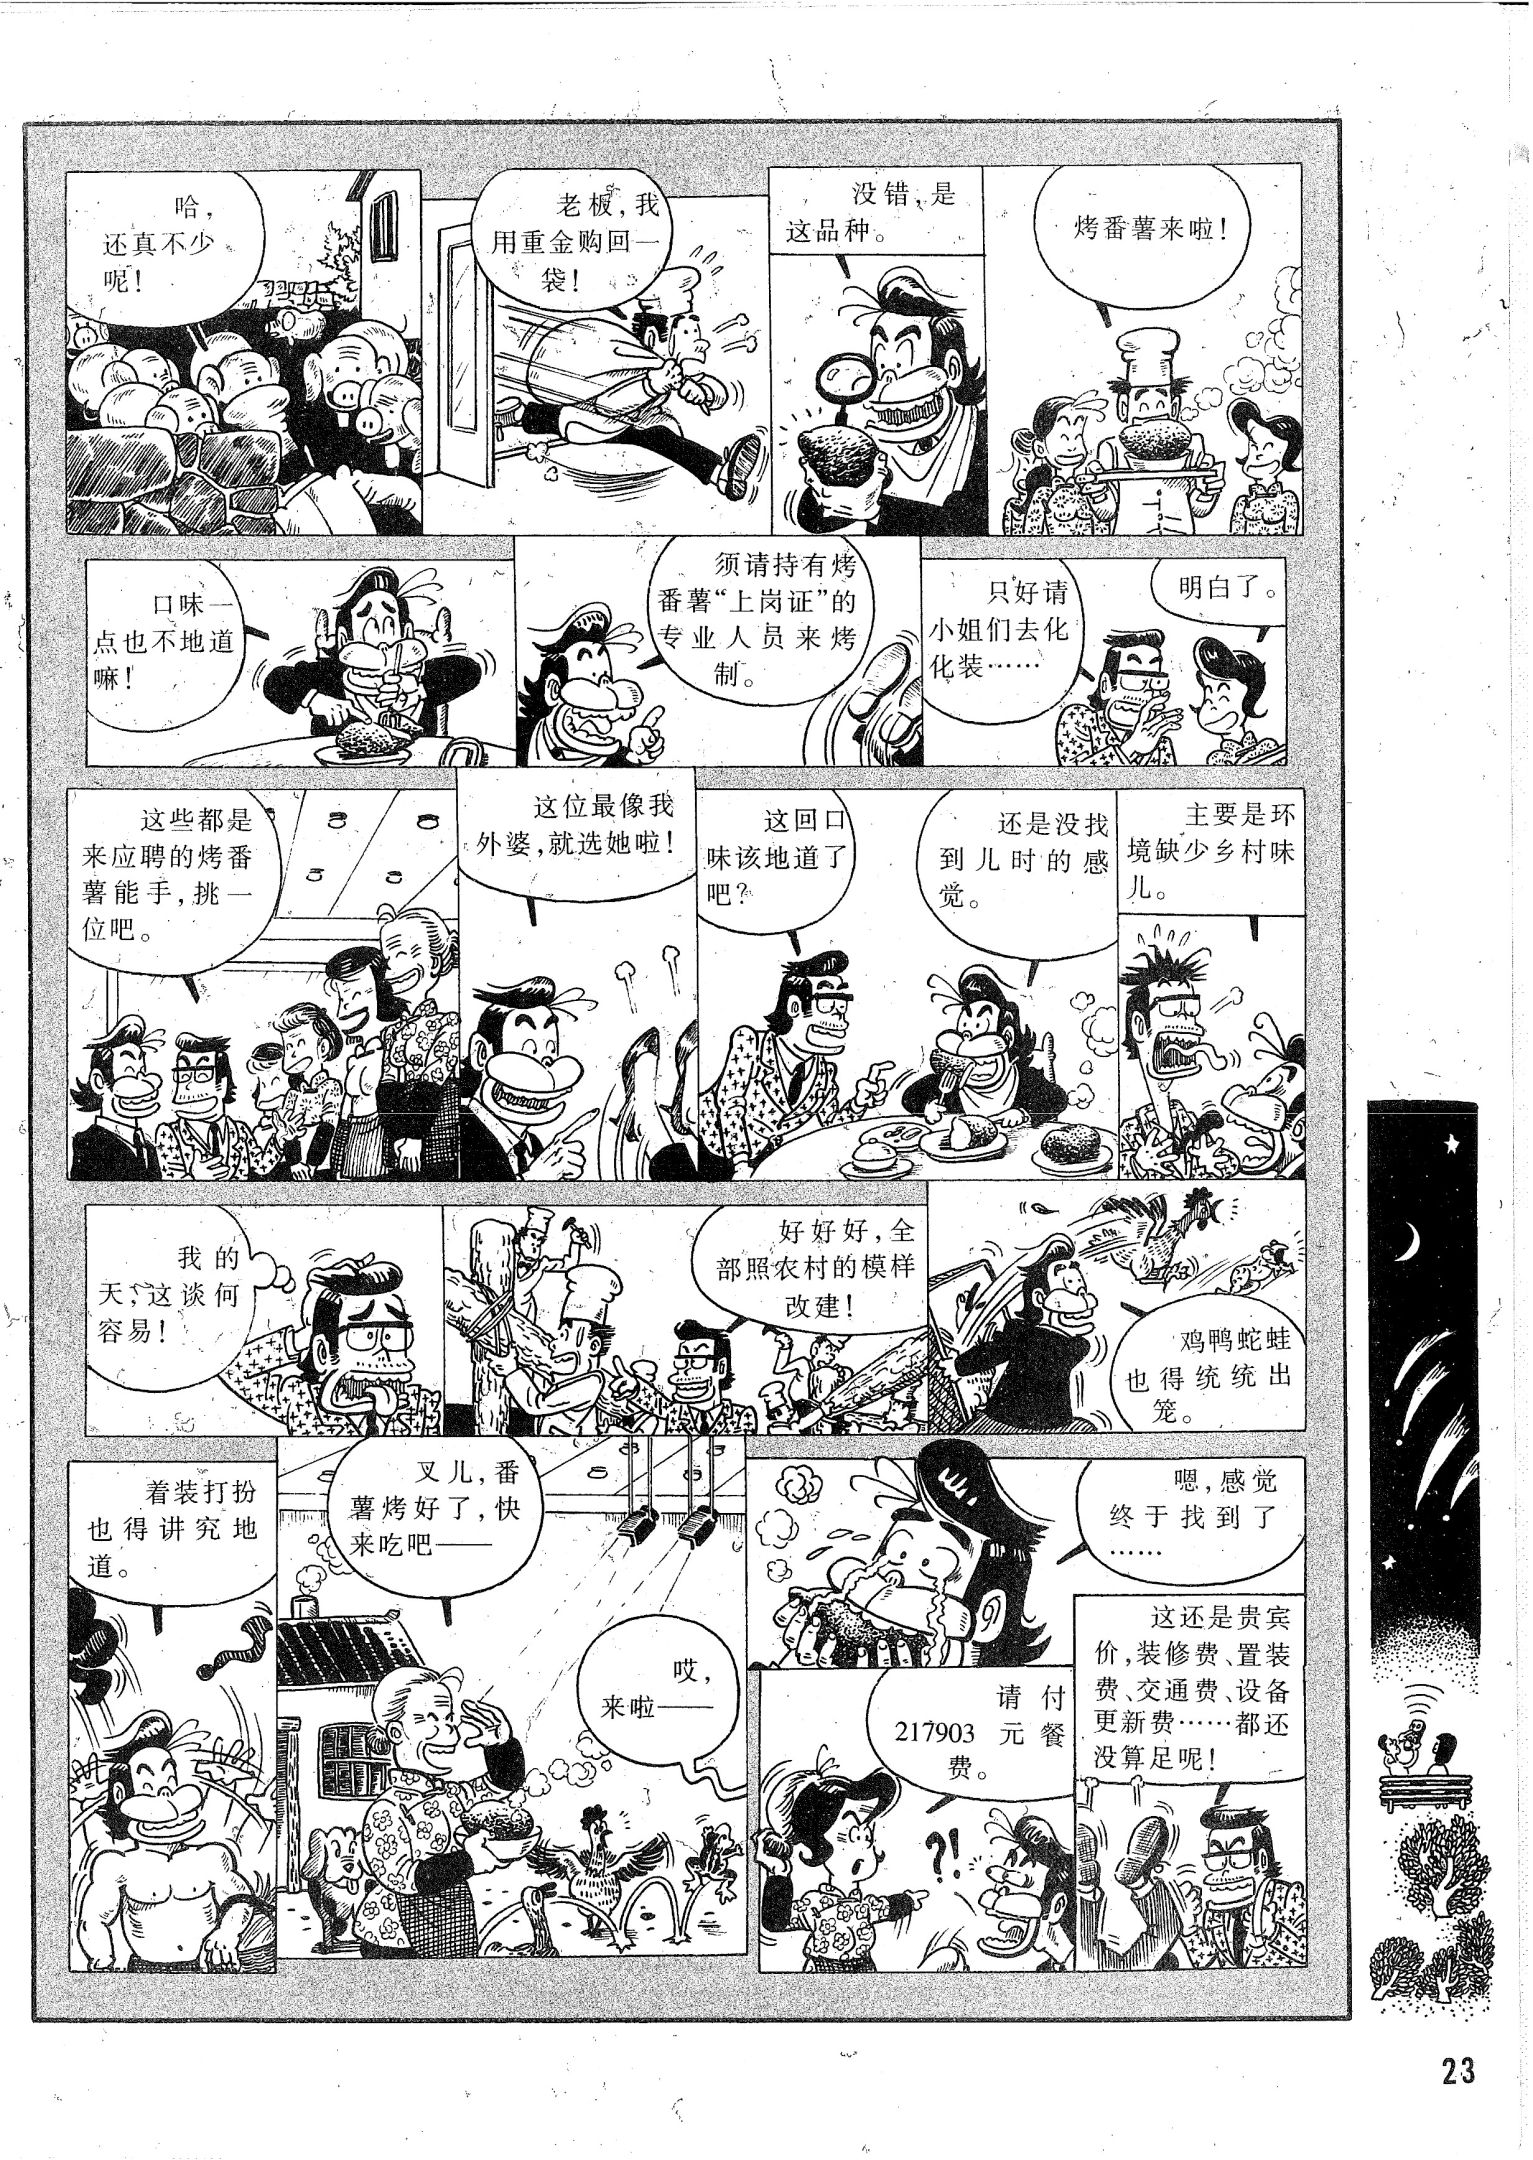 哈，
还真不少
呢！
老板，我
用重金购回一
袋！
没错，是
这品种。
烤番薯来啦！
口味一
点也不地道
嘛！
须请持有烤
番薯“上岗证”的
专业人员来烤
制。
只好请
小姐们去化
化装……
明白了。
这些都是
来应聘的烤番
薯能手，挑一
位吧。
这位最像我
外婆，就选她啦！
这回口
味该地道了
吧？
还是没找
到儿时的感
觉。
主要是环
境缺少乡村味
儿。
我的
天，这谈何
容易！
好好好，全
部照农村的模样
改建！
鸡鸭蛇蛙
也得统统出
笼。
着装打扮
也得讲究地
道。
叉儿，番
薯烤好了，快
来吃吧——
哎，
来啦——
嗯，感觉
终于找到了
……
请付
217903元餐
费。
?!
这还是贵宾
价，装修费、置装
费、交通费、设备
更新费……都还
没算足呢！
23